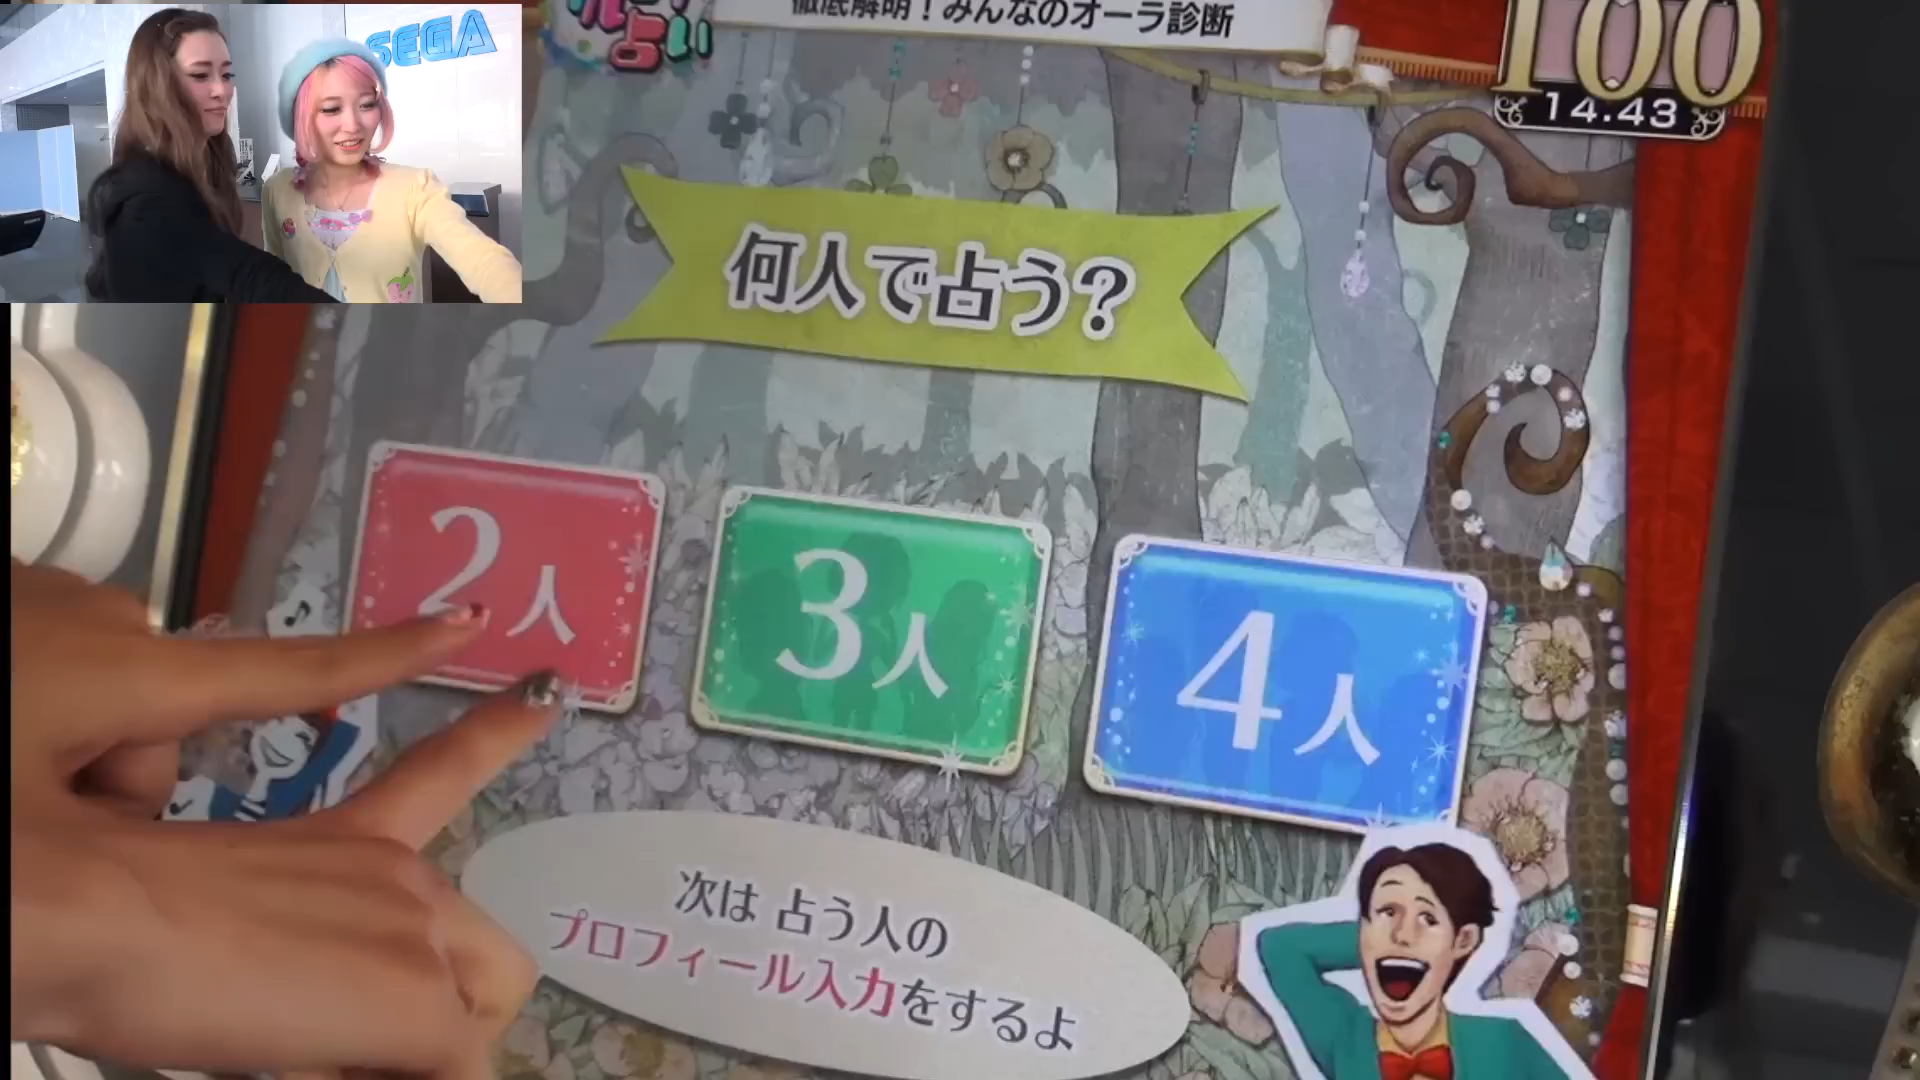 SEGA
占い
徹底解明!みんなのオーラ診断
100
14.43
何人で占う?
2人
3人
4人
次は 占う人の
プロフィール入力をするよ